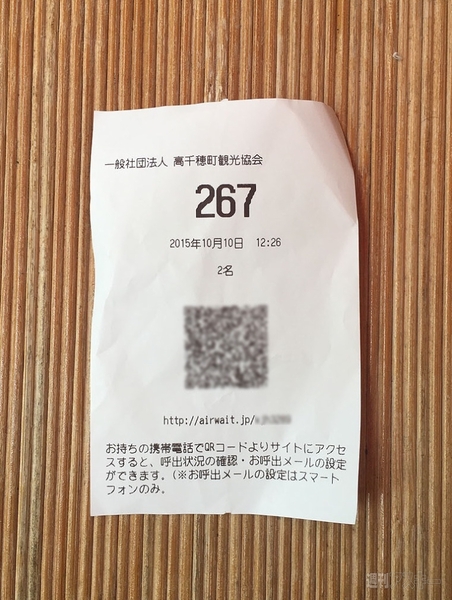 一般社団法人 高千穂町観光協会
267
2015年10月10日 12:26
2名
http://airwait.jp/
お持ちの携帯電話でQRコードよりサイトにアクセ
スすると、呼出状況の確認・お呼出メールの設定
ができます。(※お呼出メールの設定はスマート
フォンのみ。
週刊